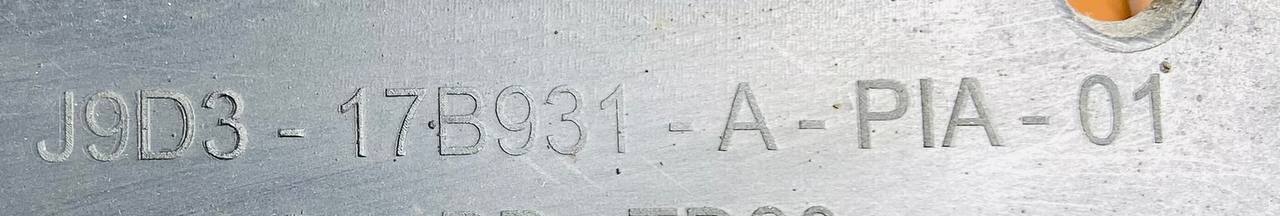 J9D3 - 17B931 - A - PIA - 01